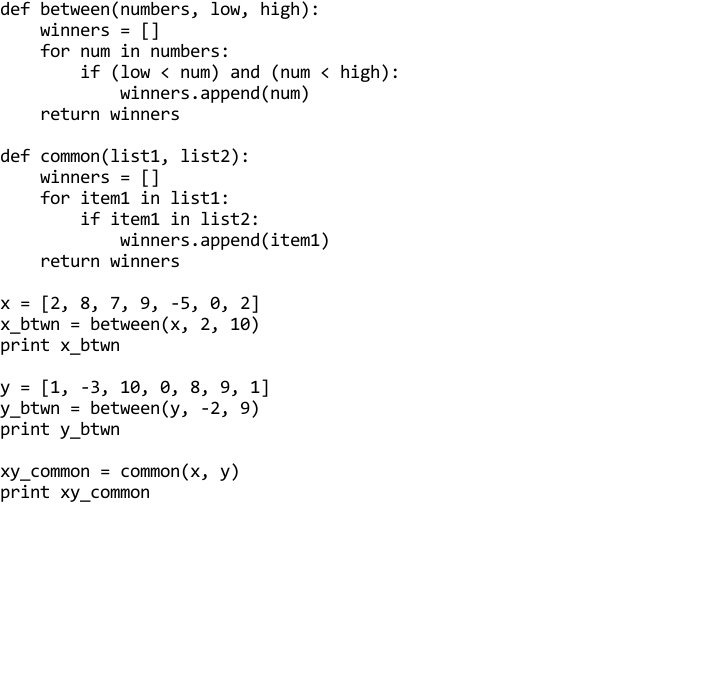 def between(numbers, low, high):
    winners = []
    for num in numbers:
        if (low < num) and (num < high):
            winners.append(num)
    return winners

def common(list1, list2):
    winners = []
    for item1 in list1:
        if item1 in list2:
            winners.append(item1)
    return winners

x = [2, 8, 7, 9, -5, 0, 2]
x_btwn = between(x, 2, 10)
print x_btwn

y = [1, -3, 10, 0, 8, 9, 1]
y_btwn = between(y, -2, 9)
print y_btwn

xy_common = common(x, y)
print xy_common